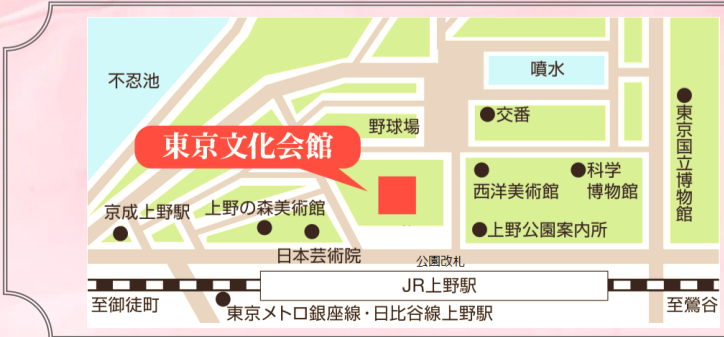 不忍池
噴水
交番
野球場
東京文化会館
東京国立博物館
西洋美術館
科学
博物館
京成上野駅
上野の森美術館
上野公園案内所
日本芸術院
公園改札
JR上野駅
至御徒町
東京メトロ銀座線・日比谷線上野駅
至鶯谷